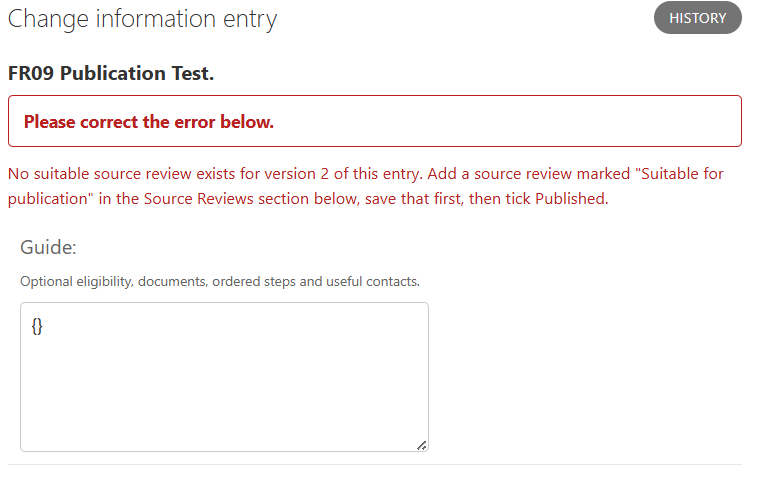 Change information entry
HISTORY
FR09 Publication Test.
Please correct the error below.
No suitable source review exists for version 2 of this entry. Add a source review marked "Suitable for
publication" in the Source Reviews section below, save that first, then tick Published.
Guide:
Optional eligibility, documents, ordered steps and useful contacts.
{}